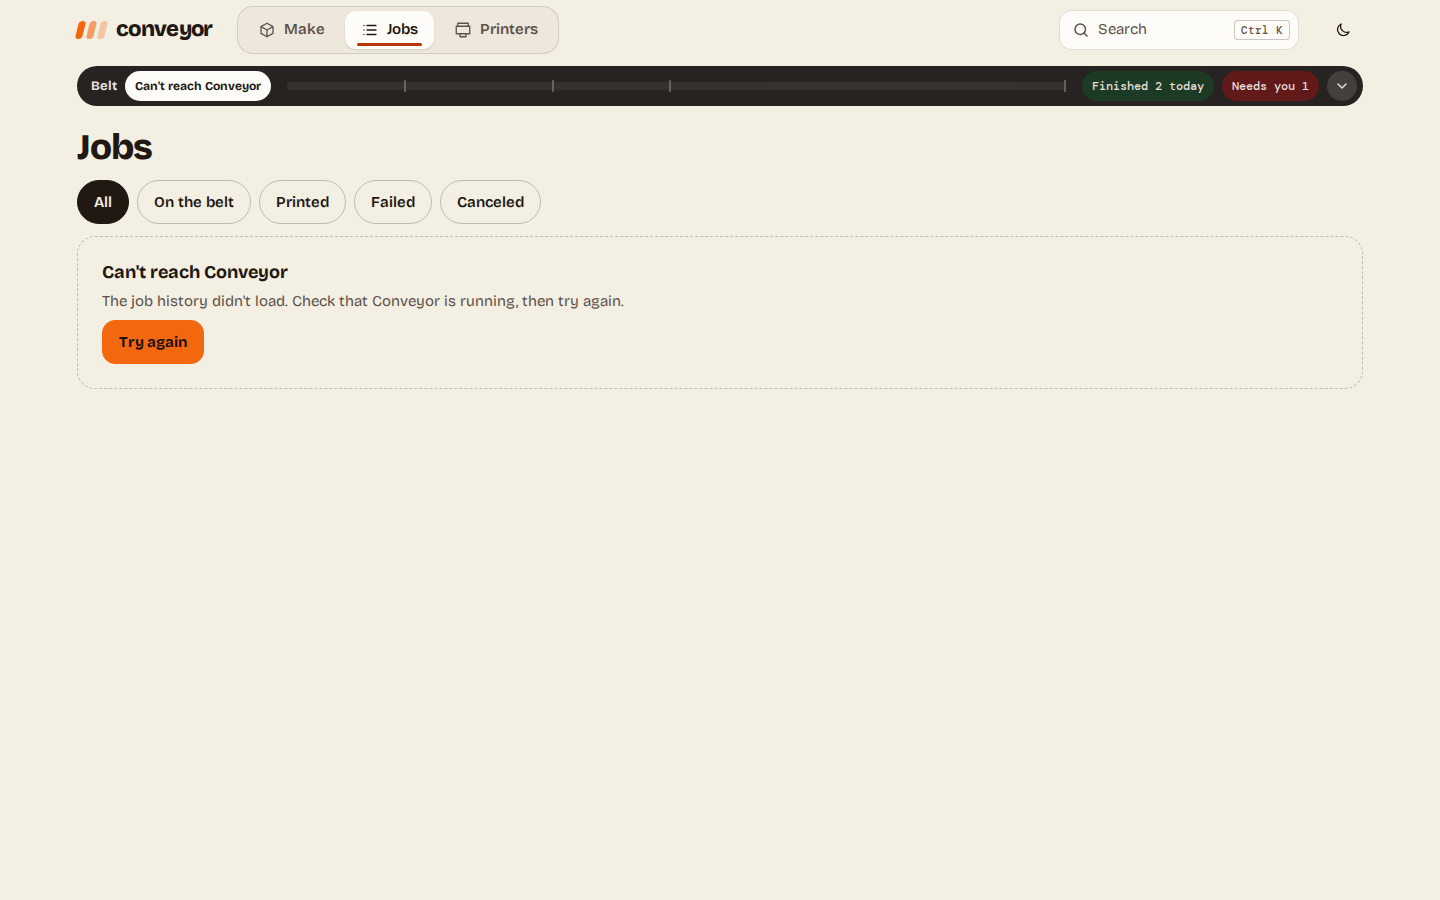 conveyor
Make
Jobs
Printers
Search
Ctrl K
Belt
Can't reach Conveyor
Finished 2 today
Needs you 1
Jobs
All
On the belt
Printed
Failed
Canceled
Can't reach Conveyor
The job history didn't load. Check that Conveyor is running, then try again.
Try again